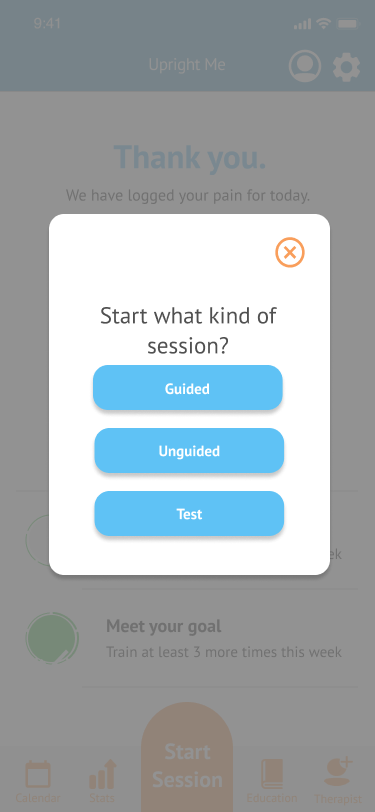 9:41
Upright Me
Thank you.
We have logged your pain for today.
Start what kind of
session?
Guided
Unguided
Test
ek
Meet your goal
Train at least 3 more times this week
Start
Session
Calendar
Stats
Education
Therapist